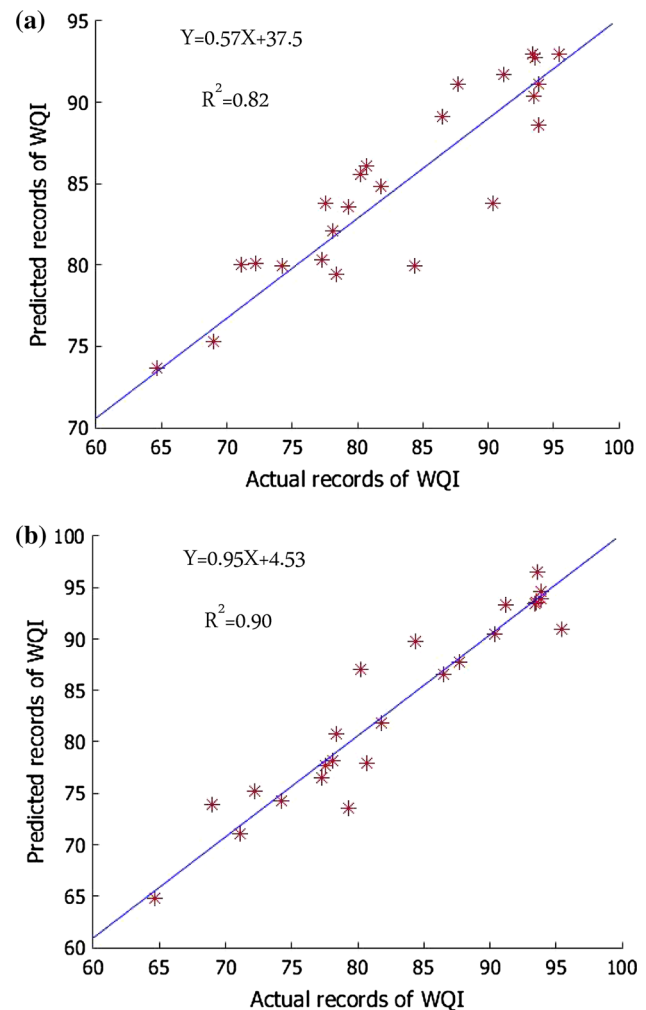 (a)
95
90
85
80
75
70
Y=0.57X+37.5
R²=0.82
Predicted records of WQI
60 65 70 75 80 85 90 95 100
Actual records of WQI
(b)
100
95
90
85
80
75
70
65
60
Y=0.95X+4.53
R²=0.90
Predicted records of WQI
60 65 70 75 80 85 90 95 100
Actual records of WQI